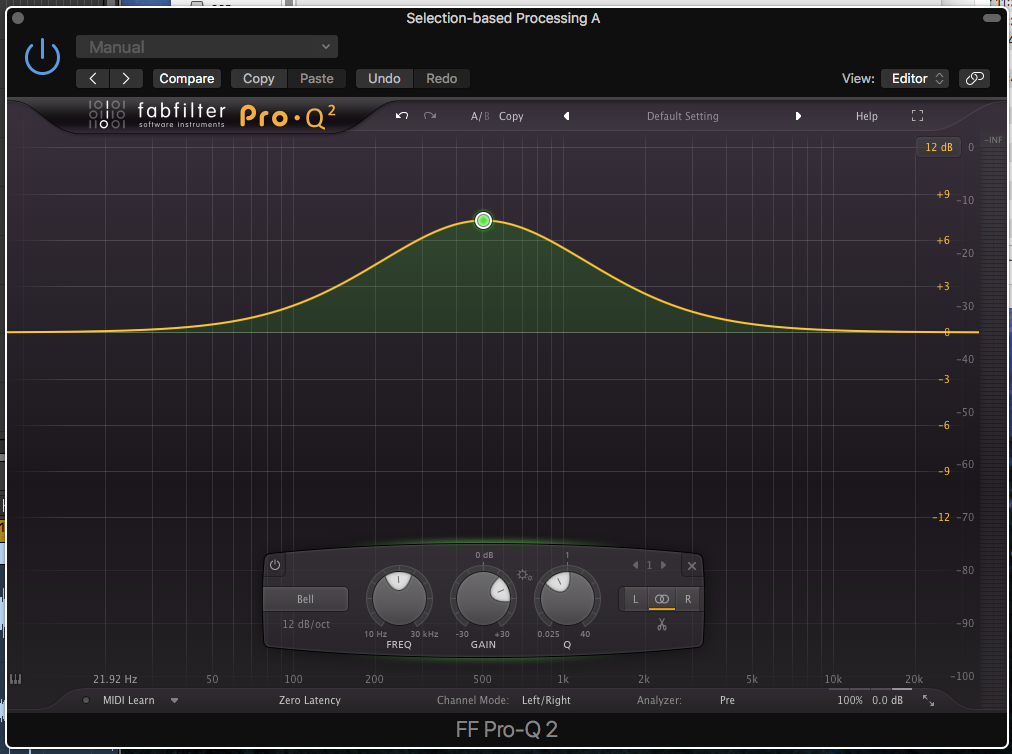 Selection-based Processing A
Manual
Compare Copy Paste Undo Redo View: Editor
fabfilter Pro·Q²
software instruments
A/B Copy Default Setting Help
12 dB 0 -INF
+9 -10
+6 -20
+3 -30
0 -40
-3 -50
-6 -60
-9
-12 -70
-80
-90
-100
0 dB 1
1
Bell L R
12 dB/oct
10 Hz 30 kHz -30 +30 0.025 40
FREQ GAIN Q
21.92 Hz 50 100 200 500 1k 2k 5k 10k 20k
MIDI Learn Zero Latency Channel Mode: Left/Right Analyzer: Pre 100% 0.0 dB
FF Pro-Q 2